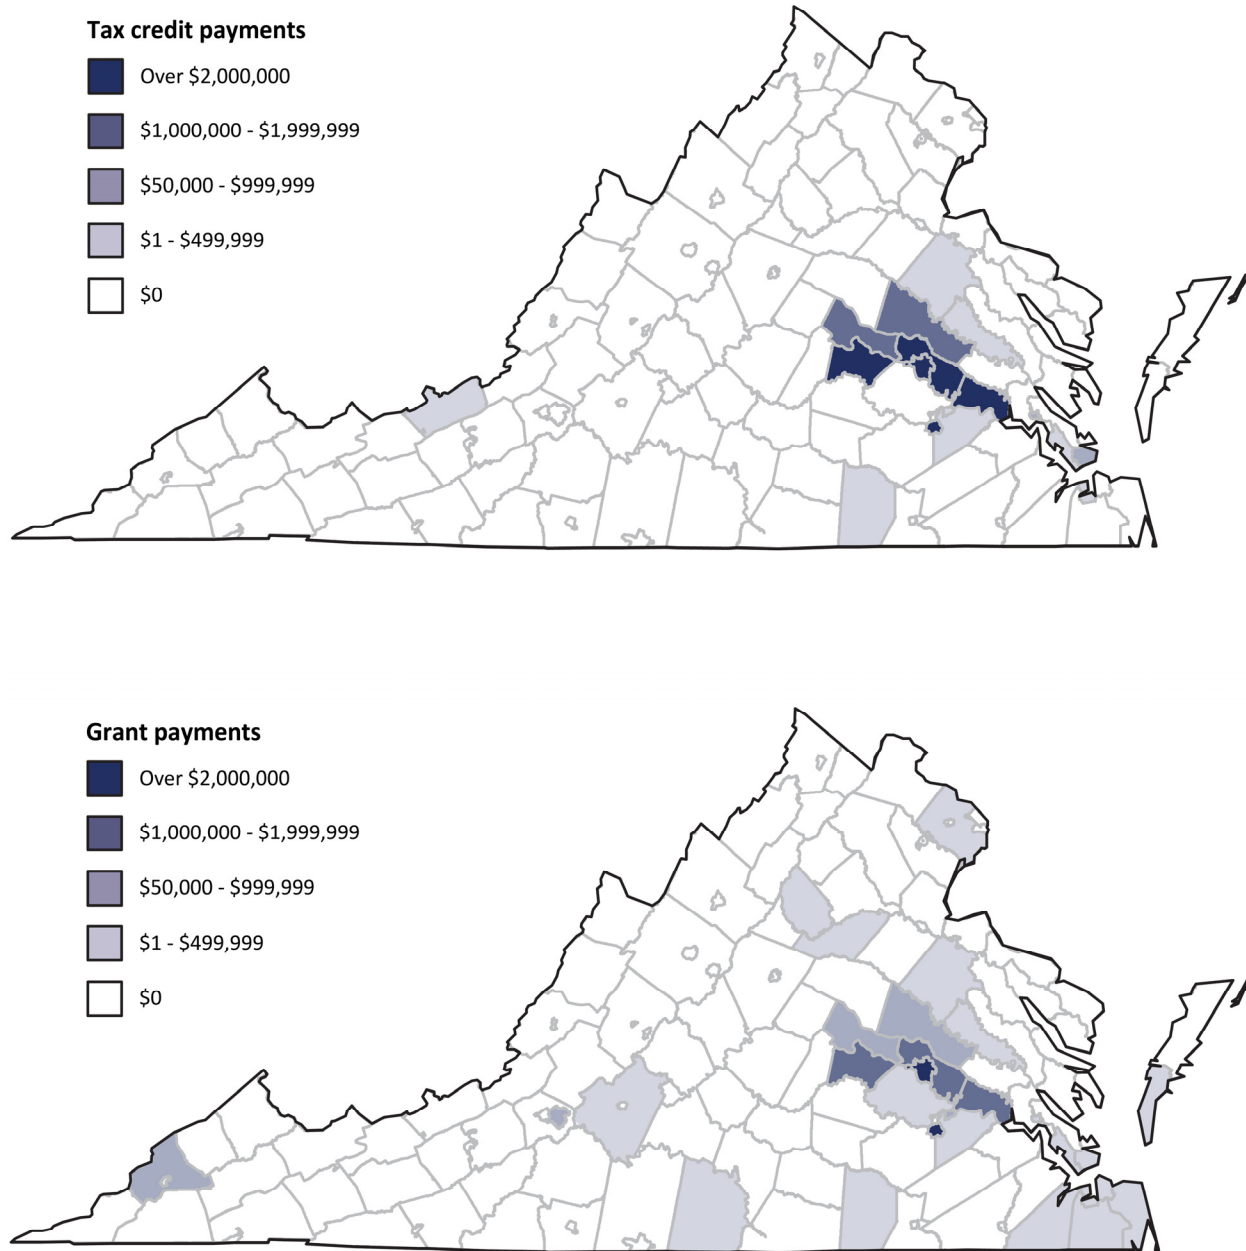 Tax credit payments
Over $2,000,000
$1,000,000 - $1,999,999
$50,000 - $999,999
$1 - $499,999
$0
Grant payments
Over $2,000,000
$1,000,000 - $1,999,999
$50,000 - $999,999
$1 - $499,999
$0